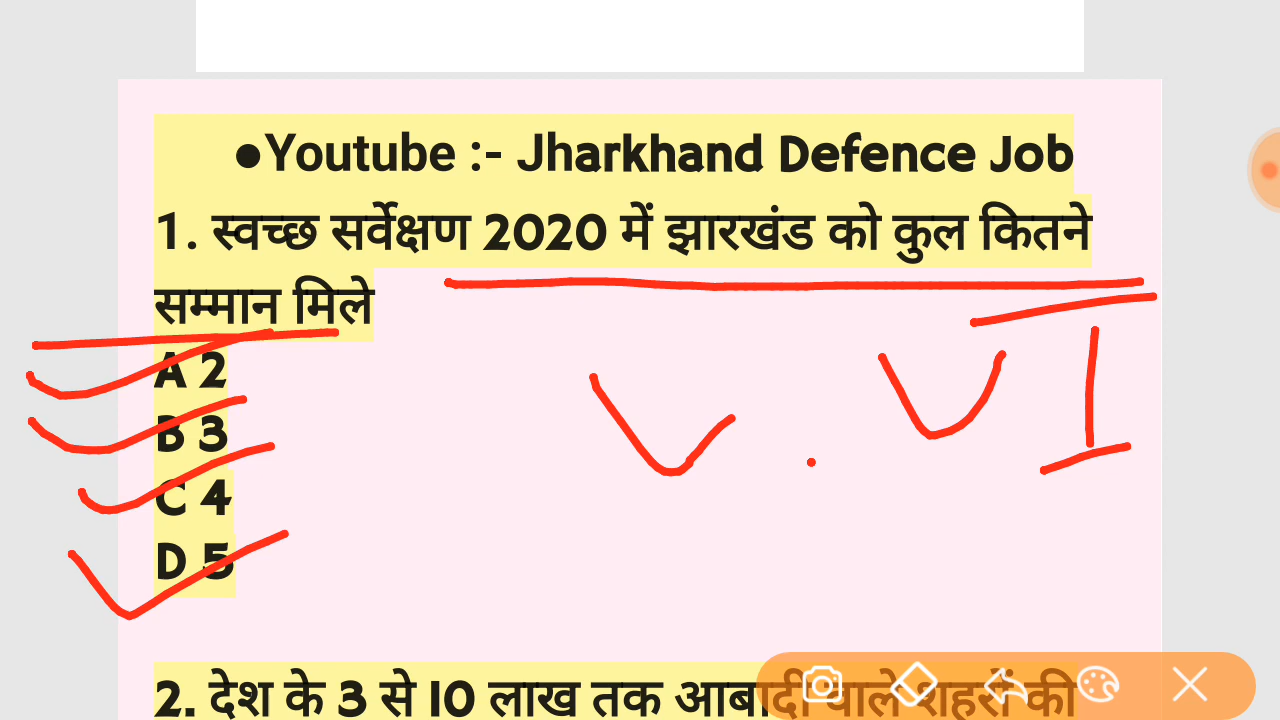 ●Youtube :- Jharkhand Defence Job
1. स्वच्छ सर्वेक्षण 2020 में झारखंड को कुल कितने
सम्मान मिले
A 2
B 3
C 4
D 5
V. VI
2. देश के 3 से 10 लाख तक आबादी वाले शहरों की